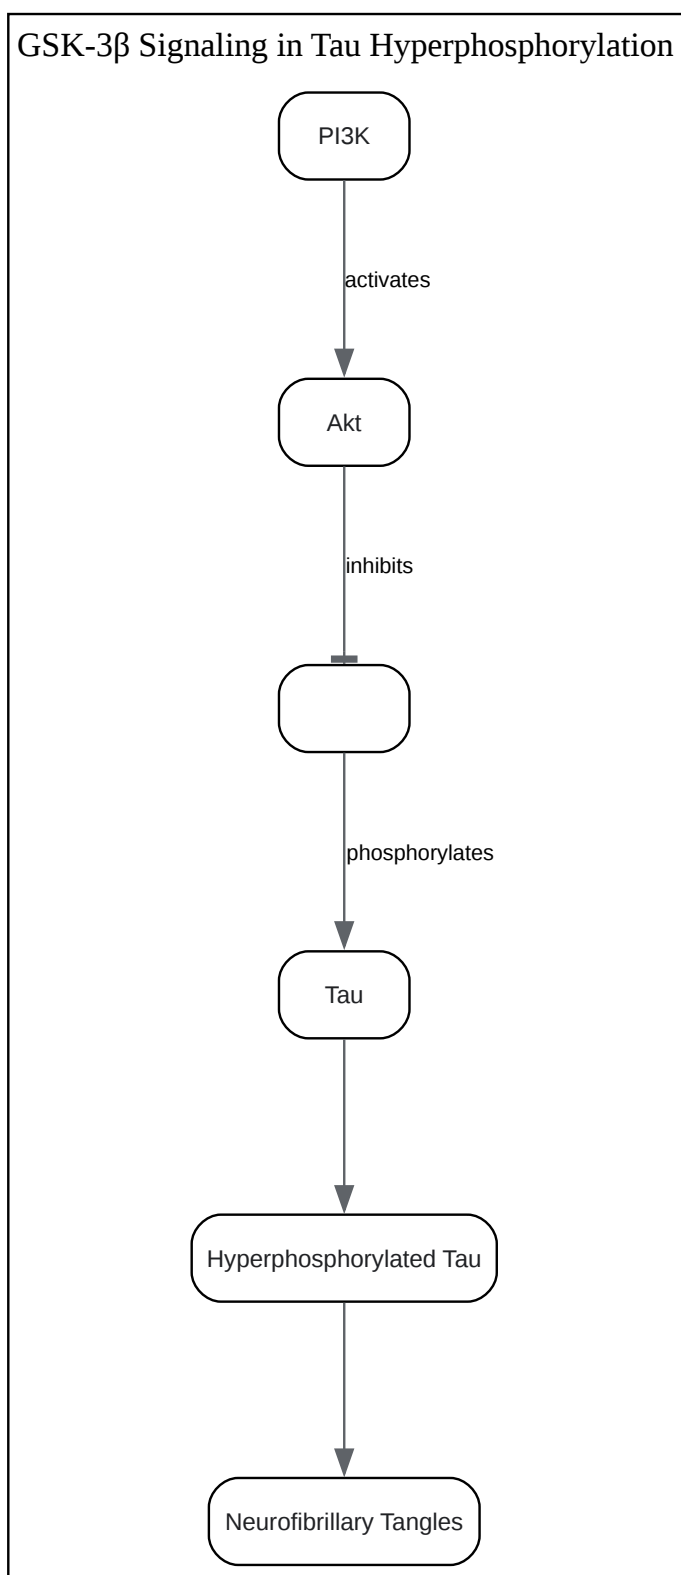 GSK-3β Signaling in Tau Hyperphosphorylation
PI3K
activates
Akt
inhibits
phosphorylates
Tau
Hyperphosphorylated Tau
Neurofibrillary Tangles